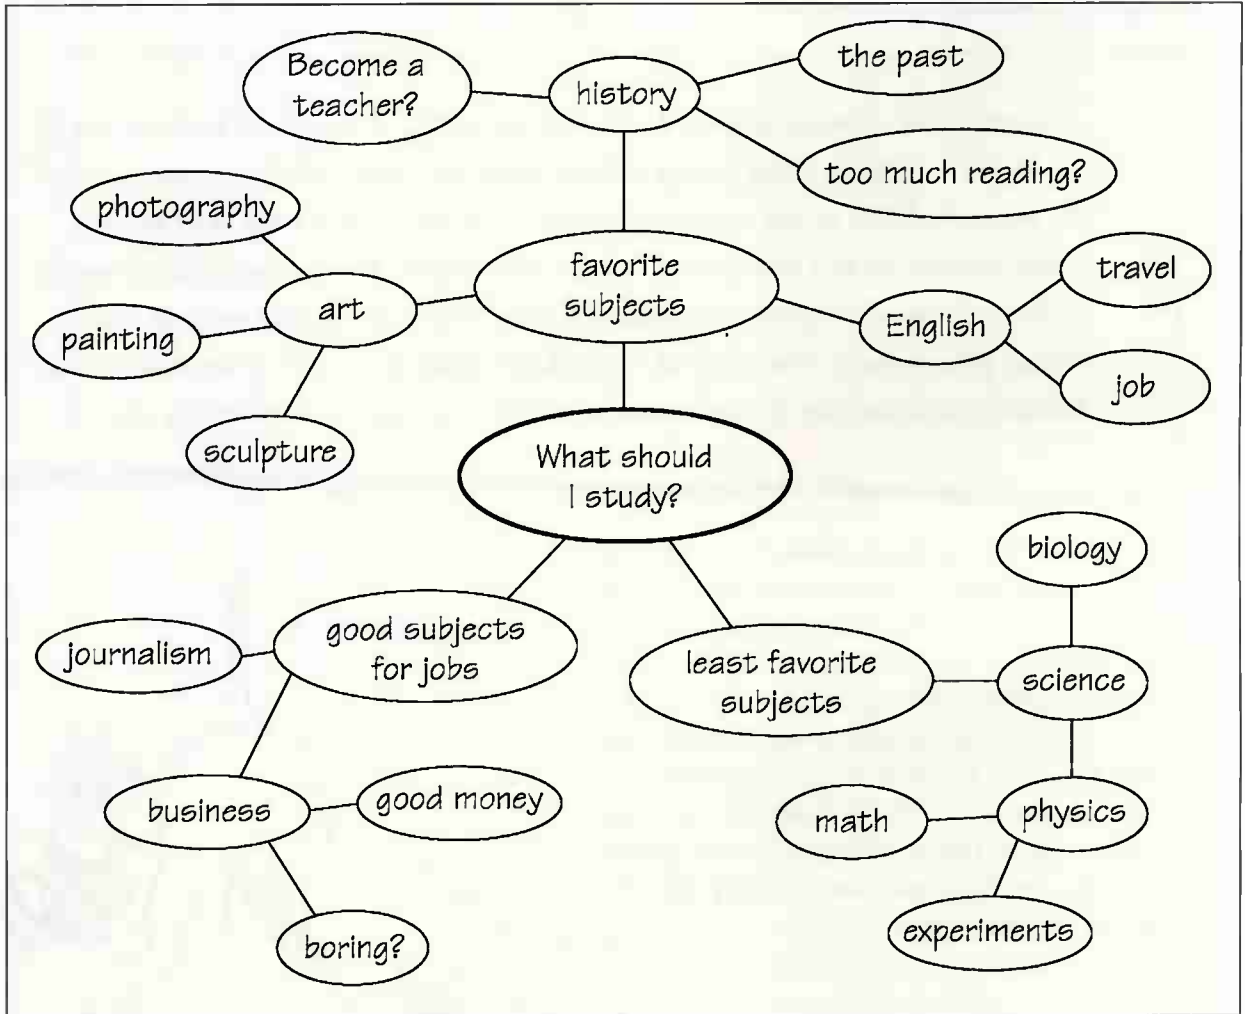 Become a
teacher?
history
the past
too much reading?
photography
painting
art
sculpture
favorite
subjects
English
travel
job
What should
I study?
good subjects
for jobs
journalism
business
good money
boring?
least favorite
subjects
biology
science
physics
math
experiments